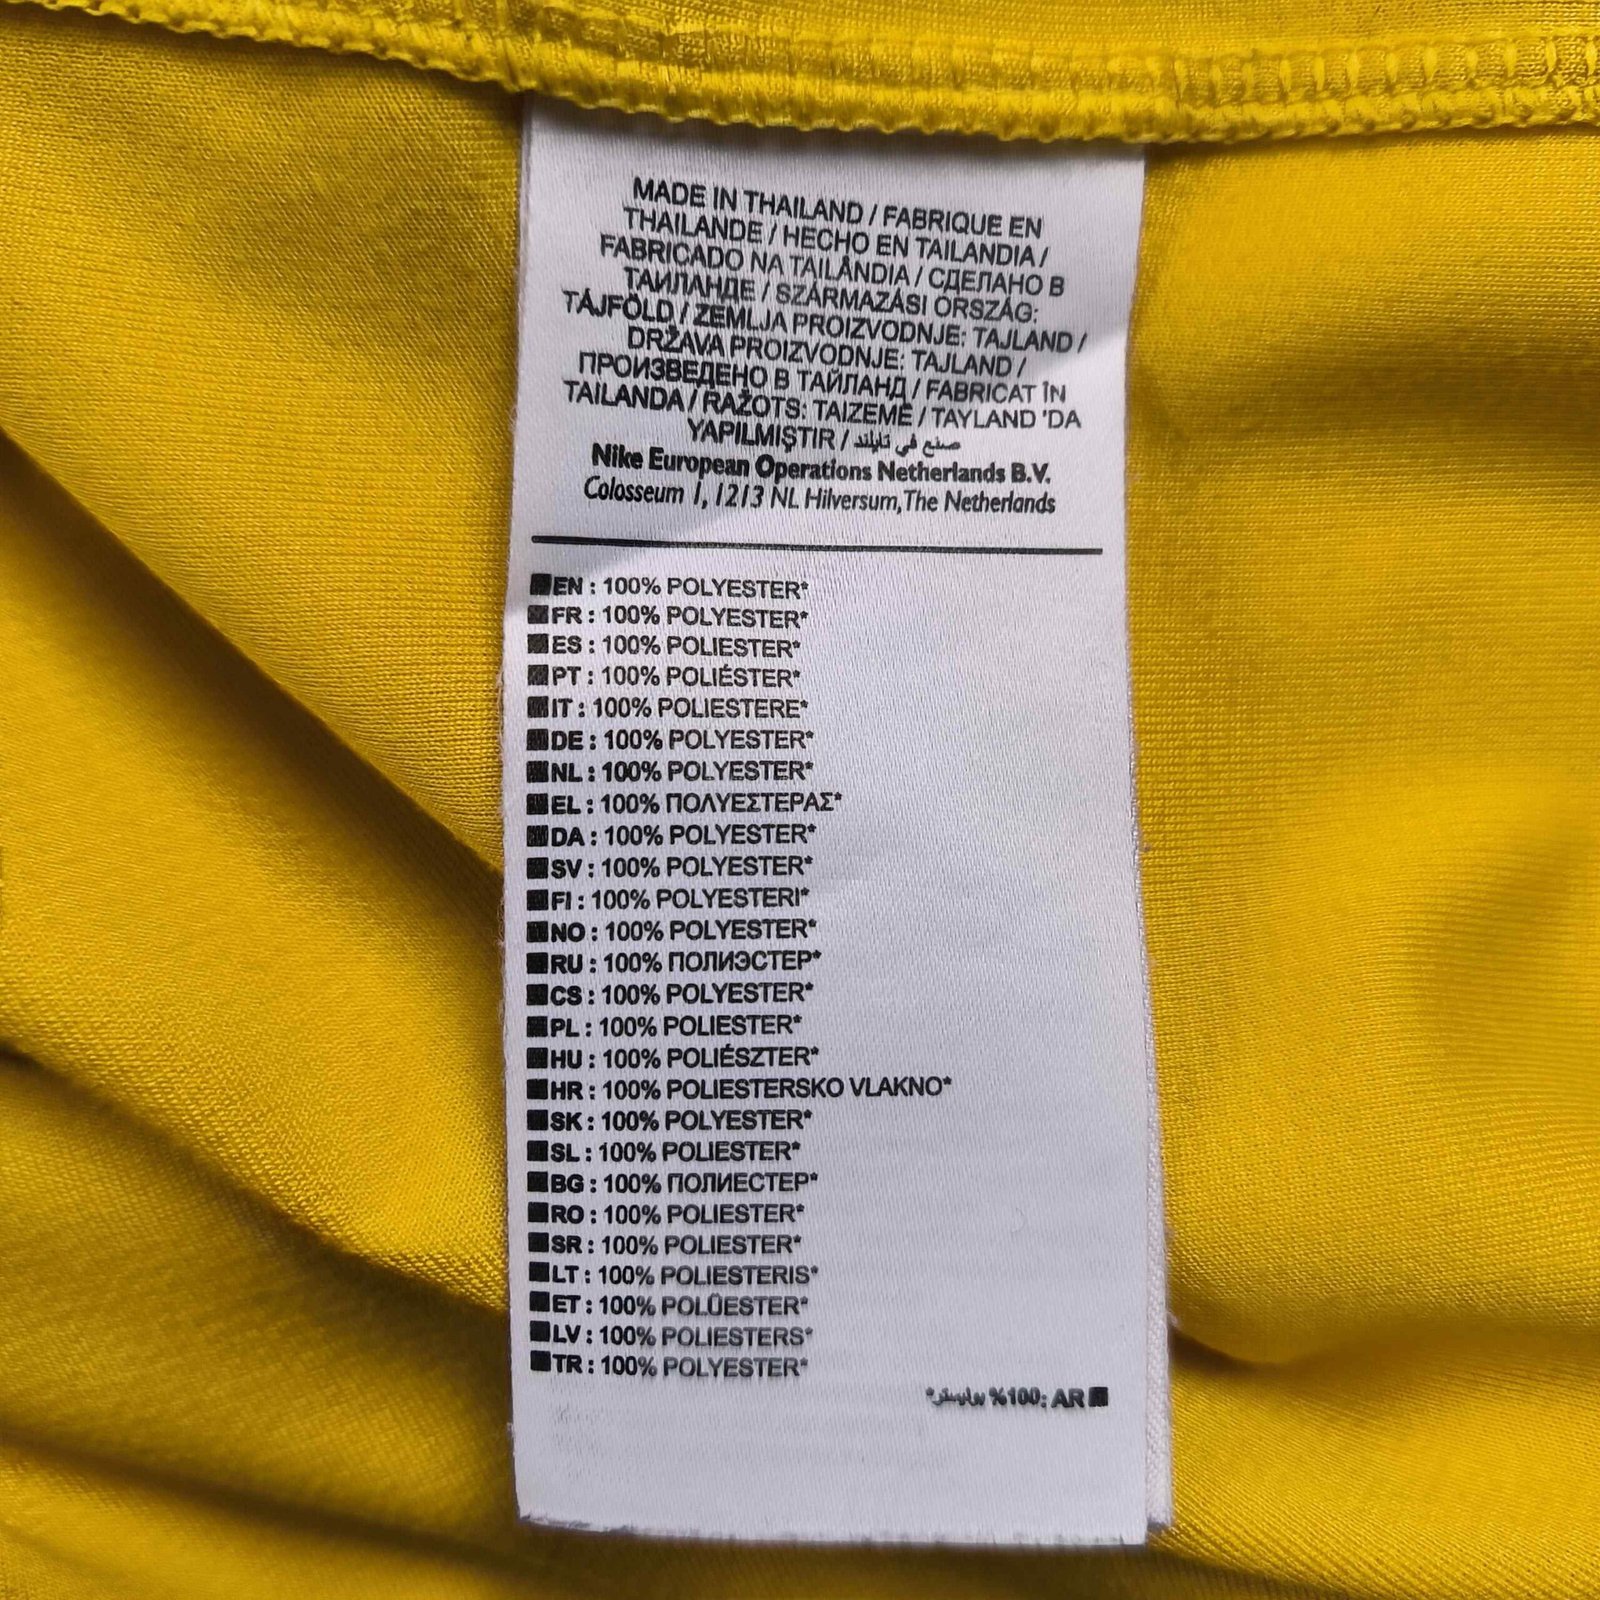 MADE IN THAILAND / FABRIQUE EN
THAILANDE / HECHO EN TAILANDIA /
FABRICADO NA TAILÂNDIA / СДЕЛАНО В
ТАИЛАНДЕ / SZÁRMAZÁSI ORSZÁG:
TÁJFÖLD / ZEMLJA PROIZVODNJE: TAJLAND /
DRŽAVA PROIZVODNJE: TAJLAND /
ПРОИЗВЕДЕНО В ТАЙЛАНД / FABRICAT ÎN
TAILANDA / RAŽOTS: TAIZEMĒ / TAYLAND 'DA
YAPILMIŞTIR / صنع في تايلند
Nike European Operations Netherlands B.V.
Colosseum 1, 1213 NL Hilversum, The Netherlands
EN : 100% POLYESTER*
FR : 100% POLYESTER*
ES : 100% POLIESTER*
PT : 100% POLIÉSTER*
IT : 100% POLIESTERE*
DE : 100% POLYESTER*
NL : 100% POLYESTER*
EL : 100% ΠΟΛΥΕΣΤΕΡΑΣ*
DA : 100% POLYESTER*
SV : 100% POLYESTER*
FI : 100% POLYESTERI*
NO : 100% POLYESTER*
RU : 100% ПОЛИЭСТЕР*
CS : 100% POLYESTER*
PL : 100% POLIESTER*
HU : 100% POLIÉSZTER*
HR : 100% POLIESTERSKO VLAKNO*
SK : 100% POLYESTER*
SL : 100% POLIESTER*
BG : 100% ПОЛИЕСТЕР*
RO : 100% POLIESTER*
SR : 100% POLIESTER*
LT : 100% POLIESTERIS*
ET : 100% POLÜESTER*
LV : 100% POLIESTERS*
TR : 100% POLYESTER*
AR :100% بوليستر*